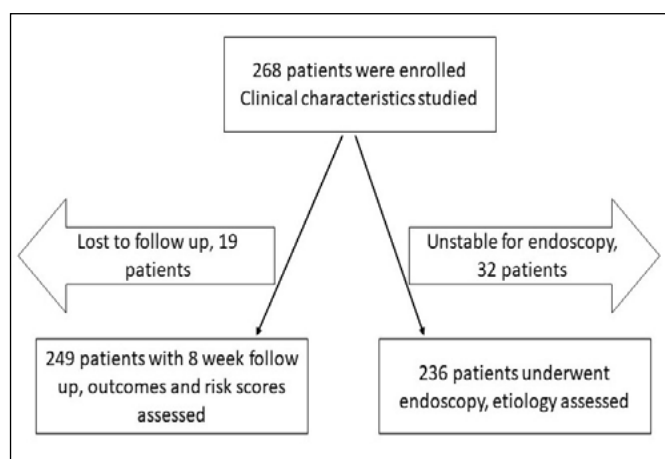 268 patients were enrolled
Clinical characteristics studied
Lost to follow up, 19
patients
Unstable for endoscopy,
32 patients
249 patients with 8 week follow
up, outcomes and risk scores
assessed
236 patients underwent
endoscopy, etiology assessed